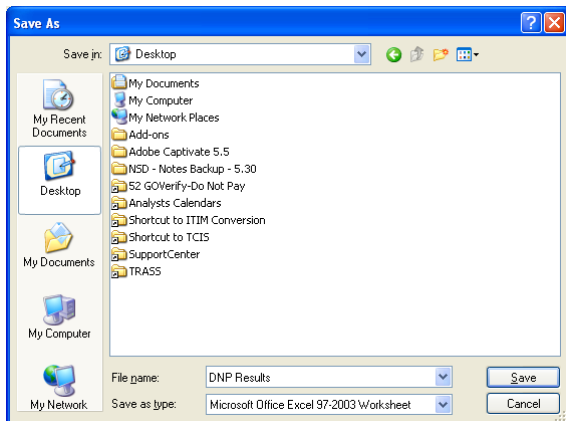 Save As
Save in:
Desktop
My Recent
Documents
Desktop
My Documents
My Computer
My Network
My Documents
My Computer
My Network Places
Add-ons
Adobe Captivate 5.5
NSD - Notes Backup - 5.30
52 GOVerify-Do Not Pay
Analysts Calendars
Shortcut to ITIM Conversion
Shortcut to TCIS
SupportCenter
TRASS
File name:
DNP Results
Save
Save as type:
Microsoft Office Excel 97-2003 Worksheet
Cancel